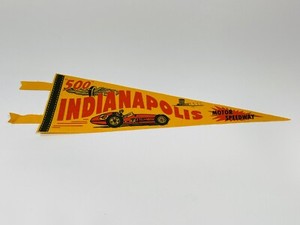 500
INDIANAPOLIS
MOTOR
SPEEDWAY